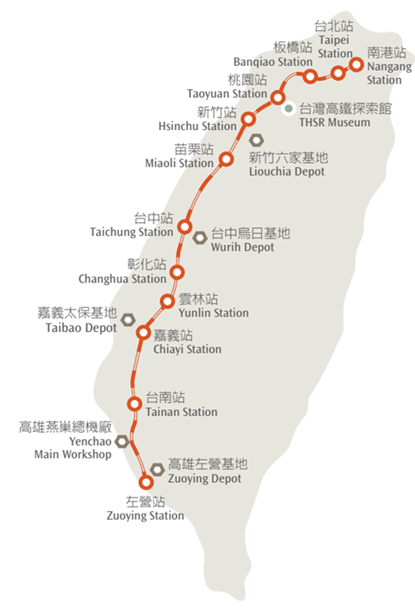 台北站
Taipei
Station
板橋站
Banqiao Station
南港站
Nangang
Station
桃園站
Taoyuan Station
台灣高鐵探索館
THSR Museum
新竹站
Hsinchu Station
苗栗站
Miaoli Station
新竹六家基地
Liouchia Depot
台中站
Taichung Station
台中烏日基地
Wurih Depot
彰化站
Changhua Station
雲林站
Yunlin Station
嘉義太保基地
Taibao Depot
嘉義站
Chiayi Station
台南站
Tainan Station
高雄燕巢總機廠
Yenchao
Main Workshop
高雄左營基地
Zuoying Depot
左營站
Zuoying Station